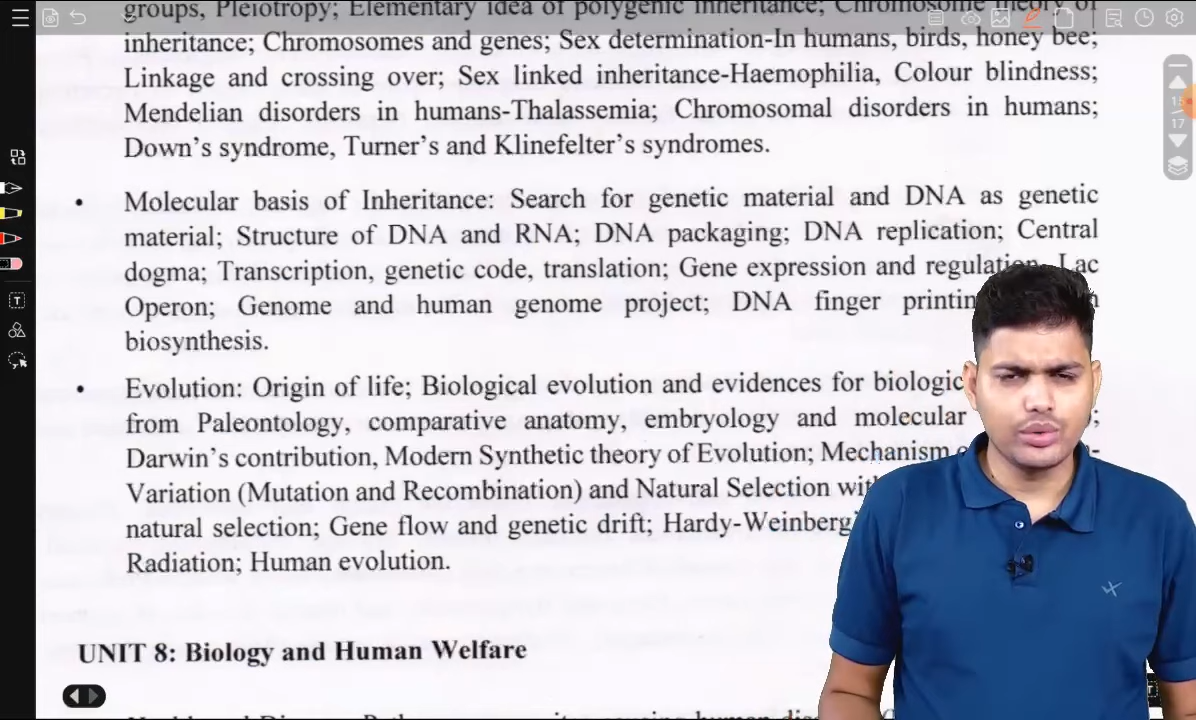 groups, Pleiotropy; Elementary idea of polygenic inheritance; Chromosome theory of
inheritance; Chromosomes and genes; Sex determination-In humans, birds, honey bee;
Linkage and crossing over; Sex linked inheritance-Haemophilia, Colour blindness;
Mendelian disorders in humans-Thalassemia; Chromosomal disorders in humans;
Down's syndrome, Turner's and Klinefelter's syndromes.
• Molecular basis of Inheritance: Search for genetic material and DNA as genetic
material; Structure of DNA and RNA; DNA packaging; DNA replication; Central
dogma; Transcription, genetic code, translation; Gene expression and regulation- Lac
Operon; Genome and human genome project; DNA finger printin
biosynthesis.
• Evolution: Origin of life; Biological evolution and evidences for biologic
from Paleontology, comparative anatomy, embryology and molecular
Darwin's contribution, Modern Synthetic theory of Evolution; Mechanism
Variation (Mutation and Recombination) and Natural Selection with
natural selection; Gene flow and genetic drift; Hardy-Weinberg'
Radiation; Human evolution.
UNIT 8: Biology and Human Welfare
17